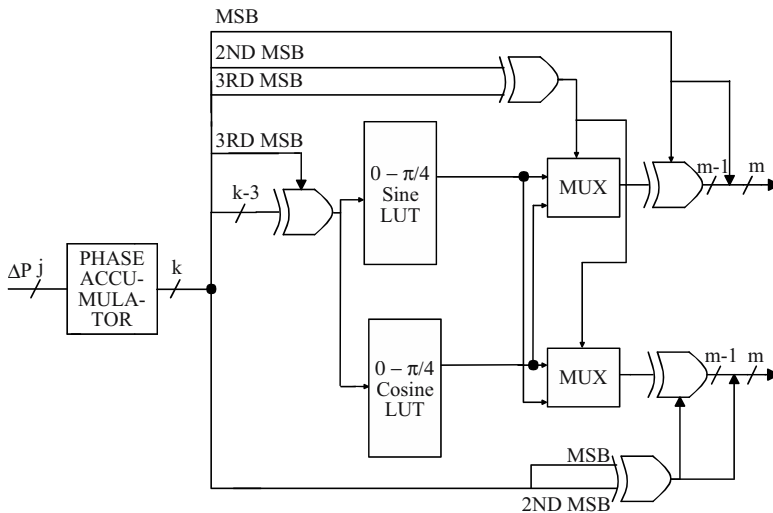 MSB
2ND MSB
3RD MSB
3RD MSB
k-3
0 – π/4
Sine
LUT
MUX
m-1
m
ΔP
j
PHASE
ACCU-
MULA-
TOR
k
0 – π/4
Cosine
LUT
MUX
m-1
m
MSB
2ND MSB